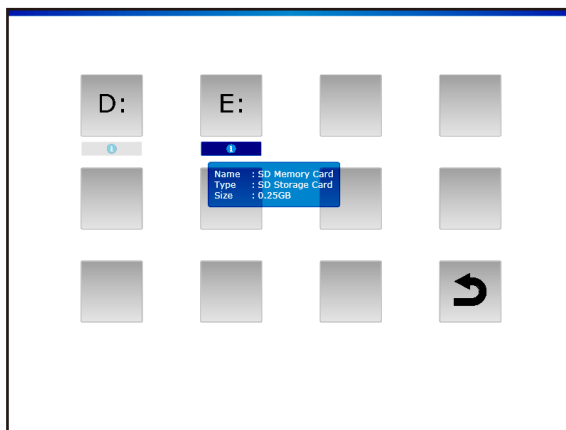 D:
E:
Name : SD Memory Card
Type : SD Storage Card
Size : 0.25GB